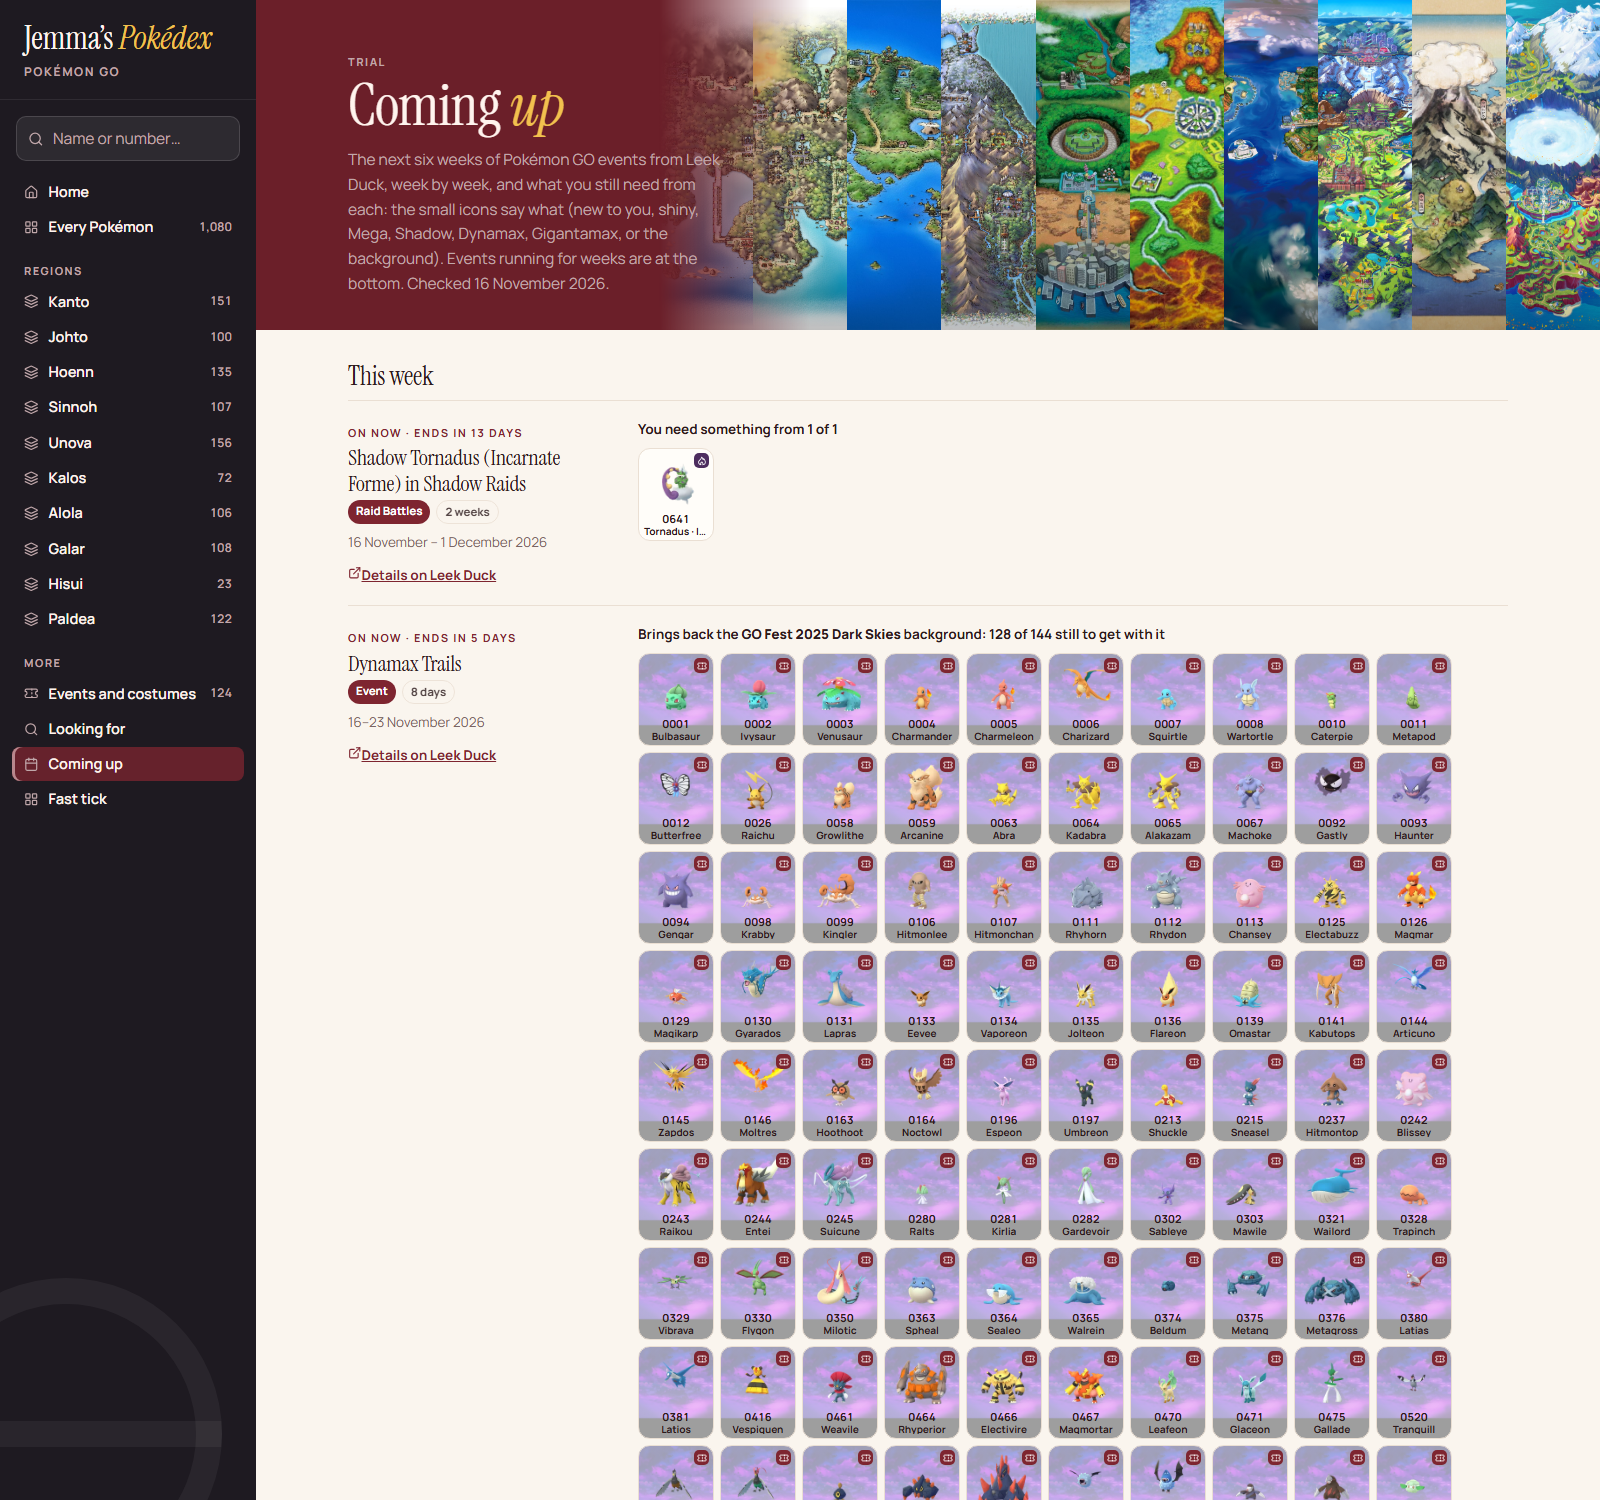 Jemma's Pokédex
POKÉMON GO
Name or number...
Home
Every Pokémon 1,080
REGIONS
Kanto 151
Johto 100
Hoenn 135
Sinnoh 107
Unova 156
Kalos 72
Alola 106
Galar 108
Hisui 23
Paldea 122
MORE
Events and costumes 124
Looking for
Coming up
Fast tick
TRIAL
Coming up
The next six weeks of Pokémon GO events from Leek
Duck, week by week, and what you still need from
each: the small icons say what (new to you, shiny,
Mega, Shadow, Dynamax, Gigantamax, or the
background). Events running for weeks are at the
bottom. Checked 16 November 2026.
This week
ON NOW · ENDS IN 13 DAYS
Shadow Tornadus (Incarnate
Forme) in Shadow Raids
Raid Battles 2 weeks
16 November – 1 December 2026
Details on Leek Duck
You need something from 1 of 1
0641
Tornadus · I...
ON NOW · ENDS IN 5 DAYS
Dynamax Trails
Event 8 days
16–23 November 2026
Details on Leek Duck
Brings back the GO Fest 2025 Dark Skies background: 128 of 144 still to get with it
0001 0002 0003 0004 0005 0006 0007 0008 0010 0011
Bulbasaur Ivysaur Venusaur Charmander Charmeleon Charizard Squirtle Wartortle Caterpie Metapod
0012 0026 0058 0059 0063 0064 0065 0067 0092 0093
Butterfree Raichu Growlithe Arcanine Abra Kadabra Alakazam Machoke Gastly Haunter
0094 0098 0099 0106 0107 0111 0112 0113 0125 0126
Gengar Krabby Kingler Hitmonlee Hitmonchan Rhyhorn Rhydon Chansey Electabuzz Magmar
0129 0130 0131 0133 0134 0135 0136 0139 0141 0144
Magikarp Gyarados Lapras Eevee Vaporeon Jolteon Flareon Omastar Kabutops Articuno
0145 0146 0163 0164 0196 0197 0213 0215 0237 0242
Zapdos Moltres Hoothoot Noctowl Espeon Umbreon Shuckle Sneasel Hitmontop Blissey
0243 0244 0245 0280 0281 0282 0302 0303 0321 0328
Raikou Entei Suicune Ralts Kirlia Gardevoir Sableye Mawile Wailord Trapinch
0329 0330 0350 0363 0364 0365 0374 0375 0376 0380
Vibrava Flygon Milotic Spheal Sealeo Walrein Beldum Metang Metagross Latias
0381 0416 0461 0464 0466 0467 0470 0471 0475 0520
Latios Vespiquen Weavile Rhyperior Electivire Magmortar Leafeon Glaceon Gallade Tranquill